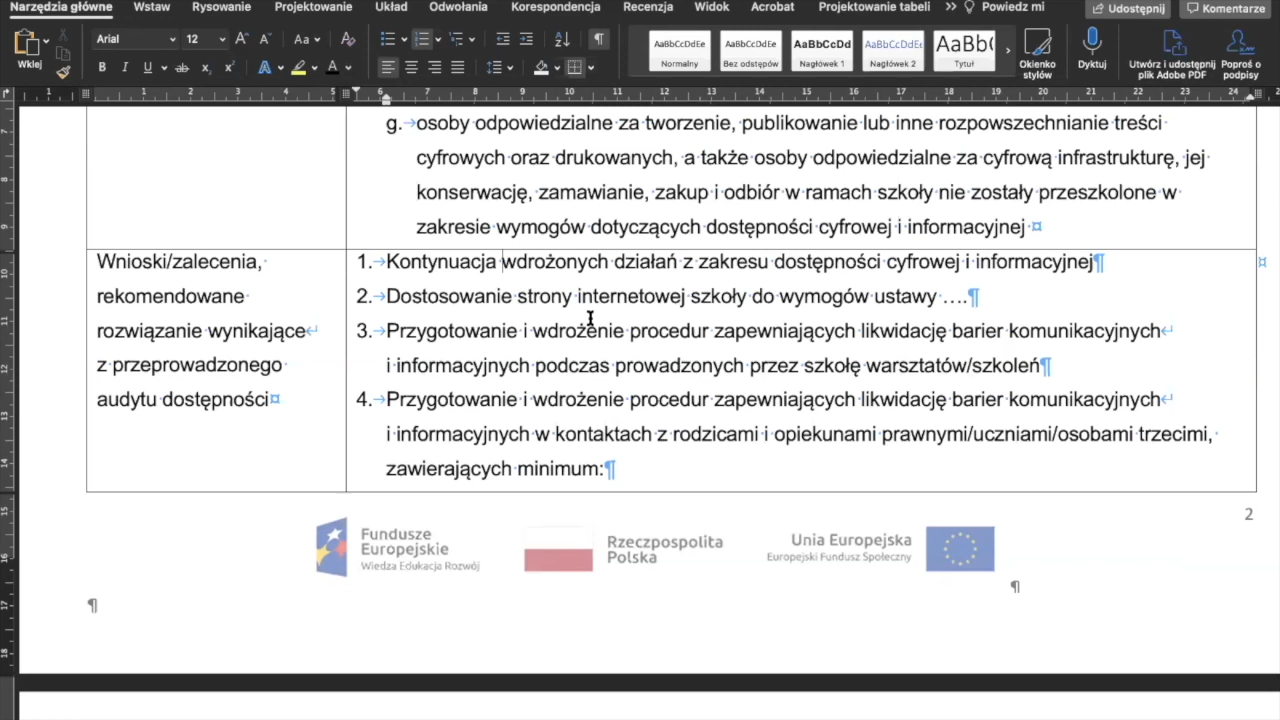 Narzędzia główne Wstaw Rysowanie Projektowanie Układ Odwołania Korespondencja Recenzja Widok Acrobat Projektowanie tabeli Powiedz mi Udostępnij Komentarze
Wklej Arial 12 AaBbCcDdEe AaBbCcDdEe AaBbCcDd AaBbCcDdEe AaBb(
Normalny Bez odstępów Nagłówek 1 Nagłówek 2 Tytuł Okienko stylów Dyktuj Utwórz i udostępnij plik Adobe PDF Poproś o podpisy
g. osoby odpowiedzialne za tworzenie, publikowanie lub inne rozpowszechnianie treści
cyfrowych oraz drukowanych, a także osoby odpowiedzialne za cyfrową infrastrukturę, jej
konserwację, zamawianie, zakup i odbiór w ramach szkoły nie zostały przeszkolone w
zakresie wymogów dotyczących dostępności cyfrowej i informacyjnej
Wnioski/zalecenia,
rekomendowane
rozwiązanie wynikające
z przeprowadzonego
audytu dostępności
1. Kontynuacja wdrożonych działań z zakresu dostępności cyfrowej i informacyjnej
2. Dostosowanie strony internetowej szkoły do wymogów ustawy ….
3. Przygotowanie i wdrożenie procedur zapewniających likwidację barier komunikacyjnych
i informacyjnych podczas prowadzonych przez szkołę warsztatów/szkoleń
4. Przygotowanie i wdrożenie procedur zapewniających likwidację barier komunikacyjnych
i informacyjnych w kontaktach z rodzicami i opiekunami prawnymi/uczniami/osobami trzecimi,
zawierających minimum:
2
Fundusze
Europejskie
Wiedza Edukacja Rozwój
Rzeczpospolita
Polska
Unia Europejska
Europejski Fundusz Społeczny